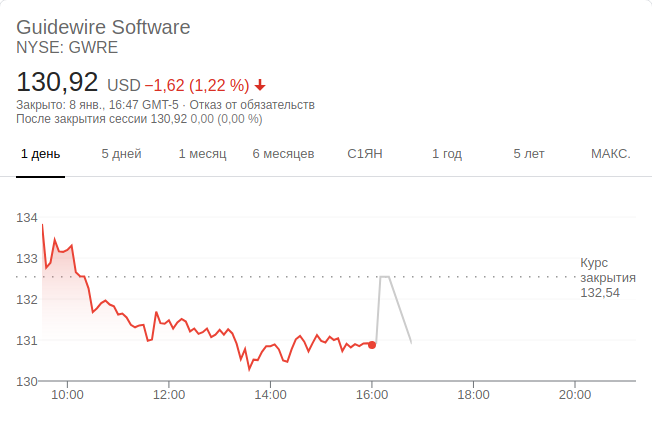 Guidewire Software
NYSE: GWRE
130,92 USD −1,62 (1,22 %)
Закрыто: 8 янв., 16:47 GMT-5 · Отказ от обязательств
После закрытия сессии 130,92 0,00 (0,00 %)
1 день 5 дней 1 месяц 6 месяцев С1ЯН 1 год 5 лет МАКС.
134
133
132
131
130
Курс
закрытия
132,54
10:00 12:00 14:00 16:00 18:00 20:00